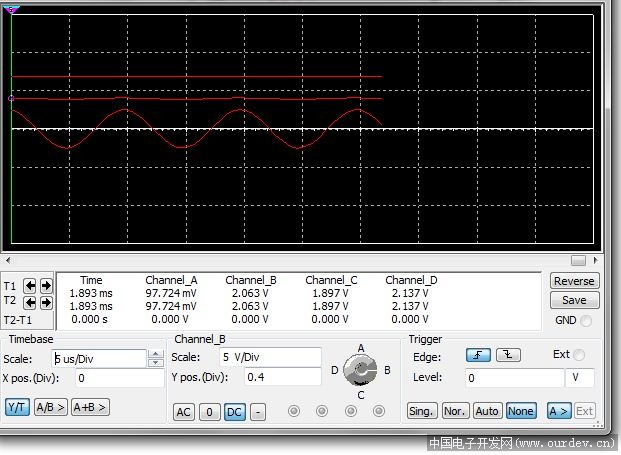 T1
T2
T2-T1
Time Channel_A Channel_B Channel_C Channel_D
1.893 ms 97.724 mV 2.063 V 1.897 V 2.137 V
1.893 ms 97.724 mV 2.063 V 1.897 V 2.137 V
0.000 s 0.000 V 0.000 V 0.000 V 0.000 V
Reverse
Save
GND
Timebase
Scale: 5 us/Div
X pos.(Div): 0
Y/T A/B > A+B >
Channel_B
Scale: 5 V/Div
Y pos.(Div): 0.4
AC 0 DC -
A
D B
C
Trigger
Edge: Ext
Level: 0 V
Sing. Nor. Auto None A > Ext
中国电子开发网(www.ourdev.cn)